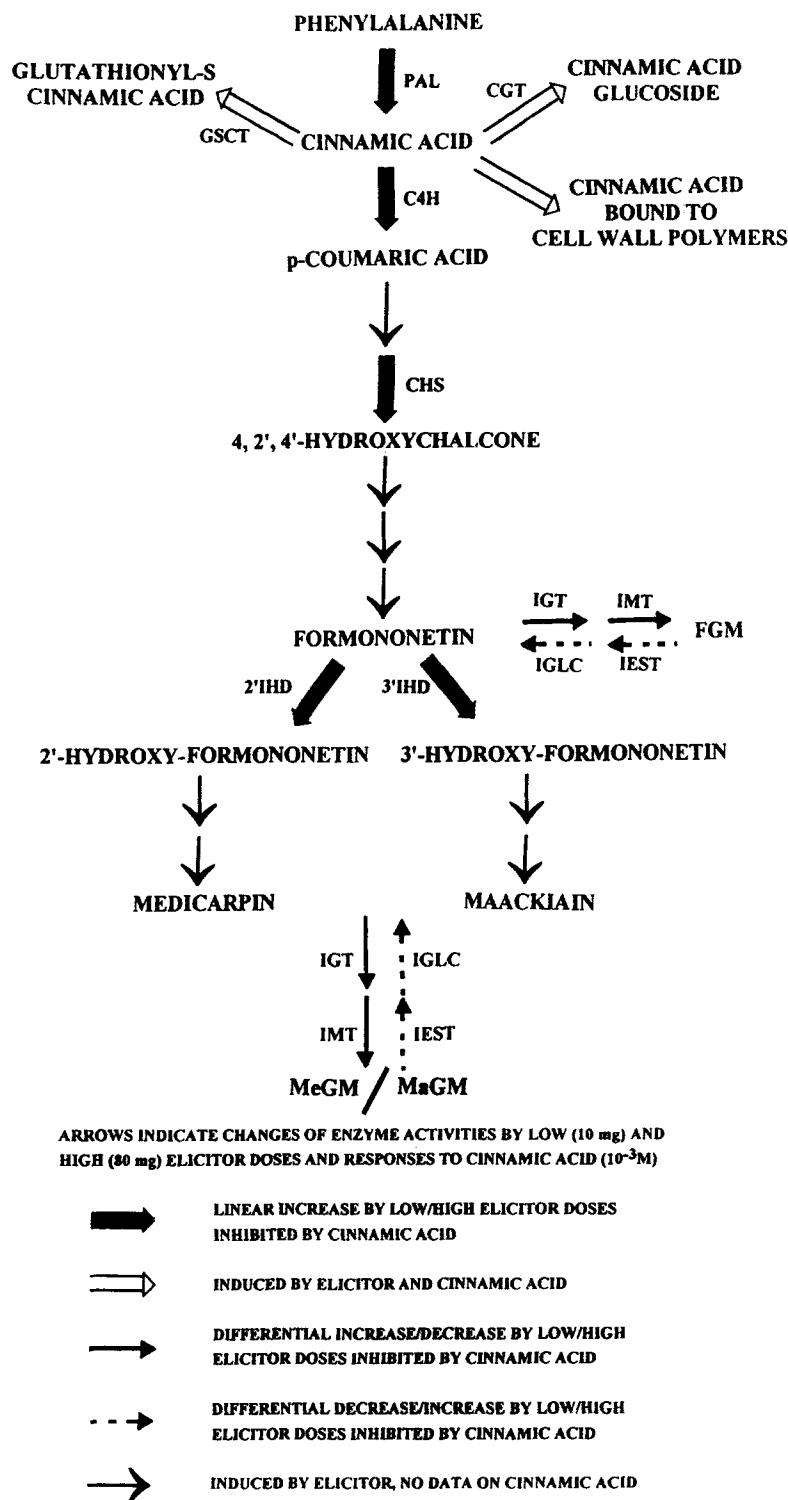 PHENYLALANINE
GLUTATHIONYL-S
CINNAMIC ACID
PAL
CGT
CINNAMIC ACID
GLUCOSIDE
GSCT
CINNAMIC ACID
C4H
CINNAMIC ACID
BOUND TO
CELL WALL POLYMERS
p-COUMARIC ACID
CHS
4, 2', 4'-HYDROXYCHALCONE
IGT IMT
FORMONONETIN
FGM
IGLC IEST
2'IHD 3'IHD
2'-HYDROXY-FORMONONETIN 3'-HYDROXY-FORMONONETIN
MEDICARPIN MAACKIAIN
IGT IGLC
IMT IEST
MeGM / MaGM
ARROWS INDICATE CHANGES OF ENZYME ACTIVITIES BY LOW (10 mg) AND
HIGH (80 mg) ELICITOR DOSES AND RESPONSES TO CINNAMIC ACID (10⁻³M)
LINEAR INCREASE BY LOW/HIGH ELICITOR DOSES
INHIBITED BY CINNAMIC ACID
INDUCED BY ELICITOR AND CINNAMIC ACID
DIFFERENTIAL INCREASE/DECREASE BY LOW/HIGH
ELICITOR DOSES INHIBITED BY CINNAMIC ACID
DIFFERENTIAL DECREASE/INCREASE BY LOW/HIGH
ELICITOR DOSES INHIBITED BY CINNAMIC ACID
INDUCED BY ELICITOR, NO DATA ON CINNAMIC ACID